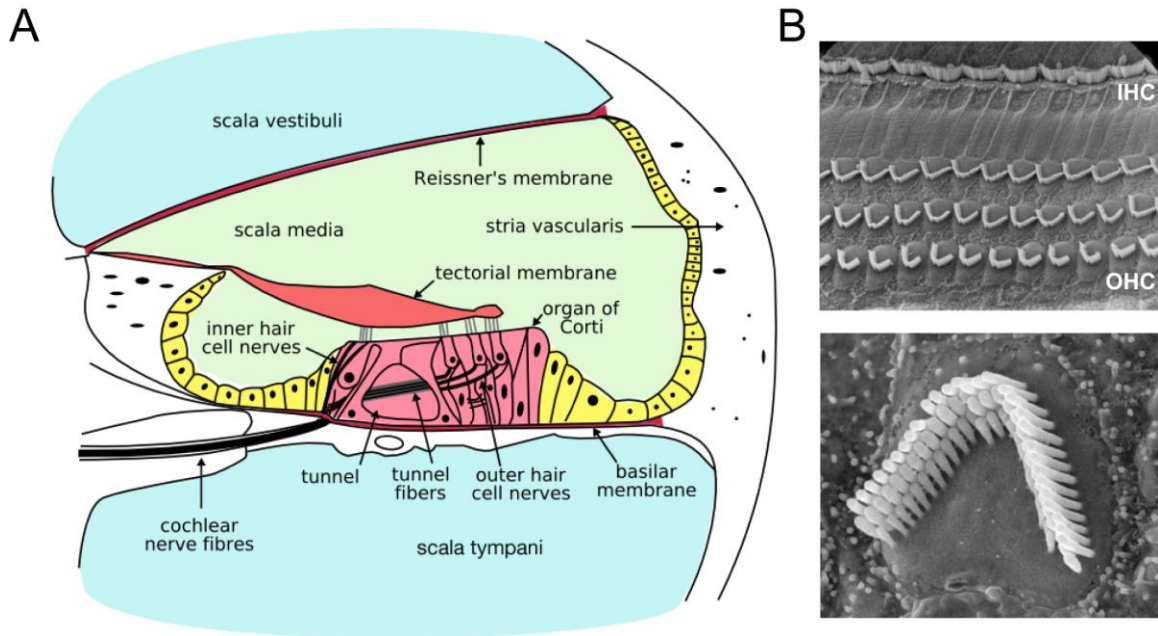 A
scala vestibuli
Reissner's membrane
scala media
stria vascularis
tectorial membrane
organ of
Corti
inner hair
cell nerves
tunnel
tunnel
fibers
outer hair
cell nerves
basilar
membrane
cochlear
nerve fibres
scala tympani
B
IHC
OHC